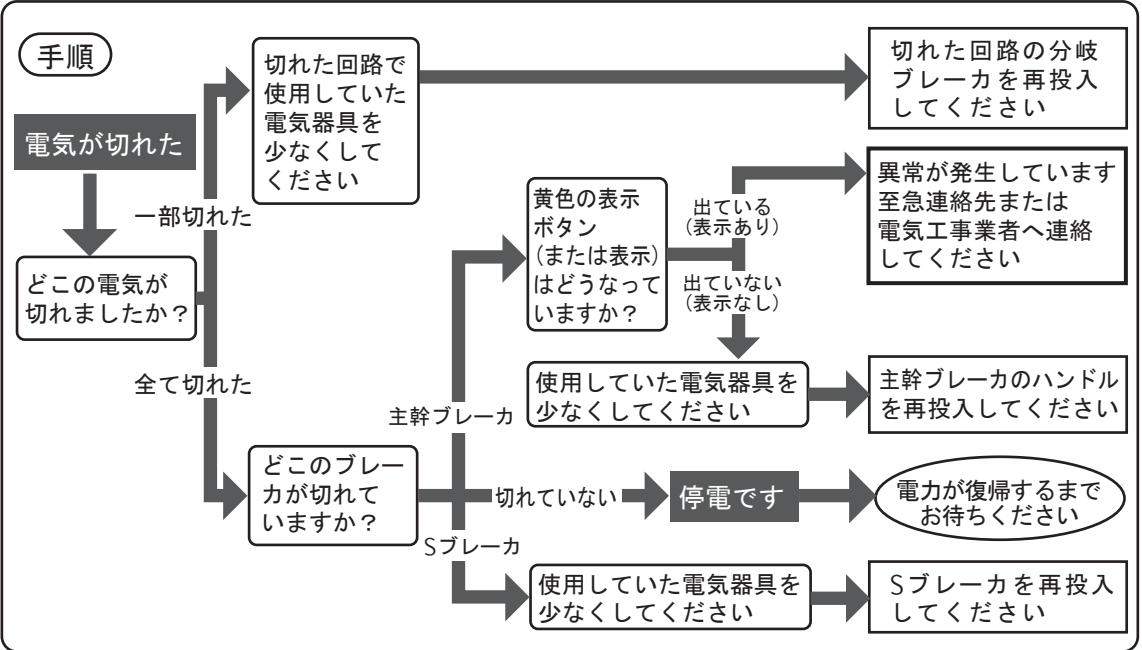 手順
電気が切れた
どこの電気が
切れましたか？
一部切れた
切れた回路で
使用していた
電気器具を
少なくして
ください
切れた回路の分岐
ブレーカを再投入
してください
全て切れた
どこのブレー
カが切れて
いますか？
主幹ブレーカ
黄色の表示
ボタン
(または表示)
はどうなって
いますか？
出ている
(表示あり)
異常が発生しています
至急連絡先または
電気工事業者へ連絡
してください
出ていない
(表示なし)
使用していた電気器具を
少なくしてください
主幹ブレーカのハンドル
を再投入してください
切れていない
停電です
電力が復帰するまで
お待ちください
Sブレーカ
使用していた電気器具を
少なくしてください
Sブレーカを再投入
してください